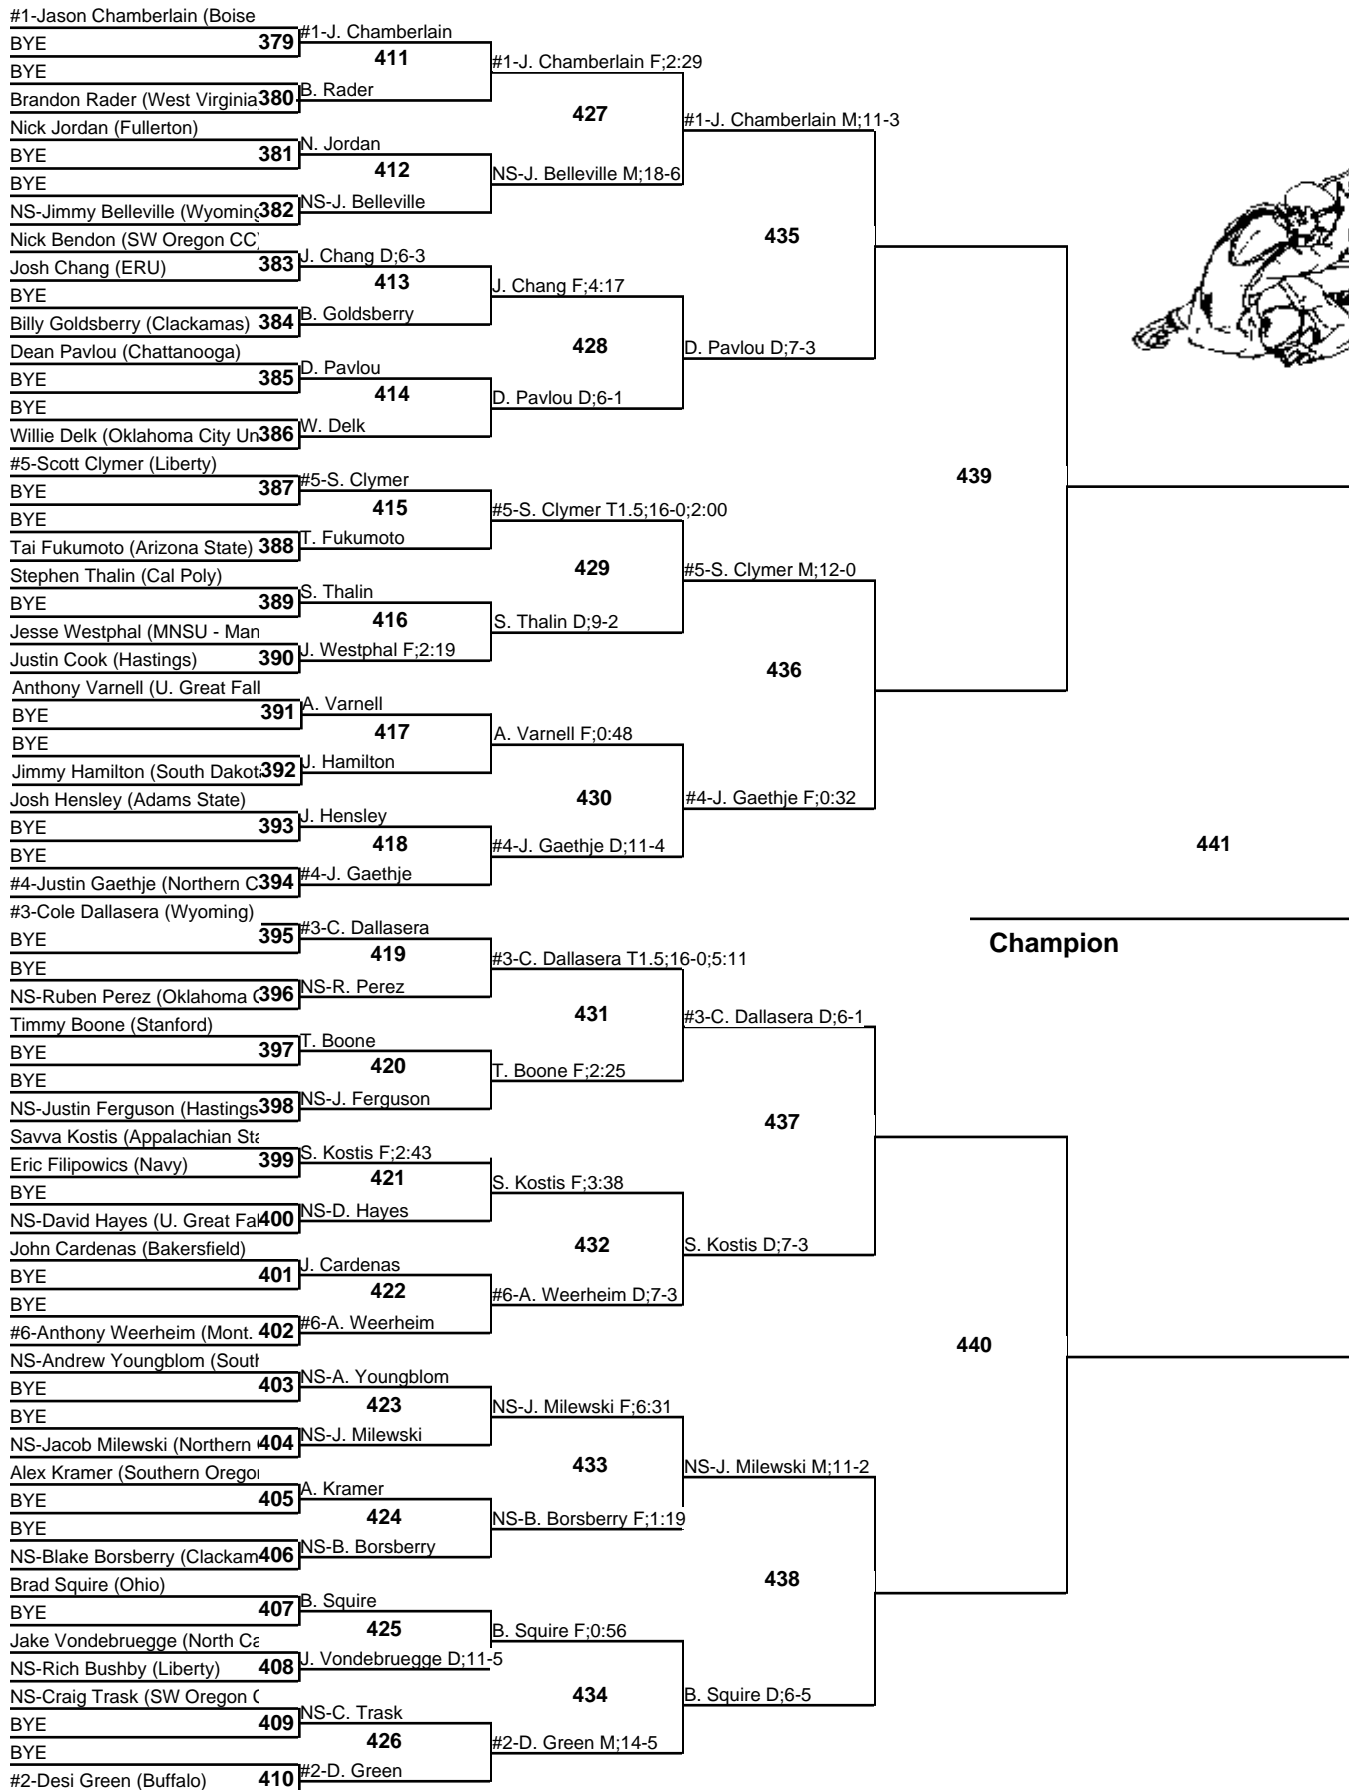 #1-Jason Chamberlain (Boise
BYE
379
BYE
Brandon Rader (West Virginia
380
Nick Jordan (Fullerton)
BYE
381
BYE
NS-Jimmy Belleville (Wyoming
382
Nick Bendon (SW Oregon CC)
Josh Chang (ERU)
383
BYE
Billy Goldsberry (Clackamas)
384
Dean Pavlou (Chattanooga)
BYE
385
BYE
Willie Delk (Oklahoma City Un
386
#5-Scott Clymer (Liberty)
BYE
387
BYE
Tai Fukumoto (Arizona State)
388
Stephen Thalin (Cal Poly)
BYE
389
Jesse Westphal (MNSU - Man
Justin Cook (Hastings)
390
Anthony Varnell (U. Great Fall
BYE
391
BYE
Jimmy Hamilton (South Dakota
392
Josh Hensley (Adams State)
BYE
393
BYE
#4-Justin Gaethje (Northern C
394
#3-Cole Dallasera (Wyoming)
BYE
395
BYE
NS-Ruben Perez (Oklahoma C
396
Timmy Boone (Stanford)
BYE
397
BYE
NS-Justin Ferguson (Hastings
398
Savva Kostis (Appalachian Sta
Eric Filipowics (Navy)
399
BYE
NS-David Hayes (U. Great Fal
400
John Cardenas (Bakersfield)
BYE
401
BYE
#6-Anthony Weerheim (Mont.
402
NS-Andrew Youngblom (South
BYE
403
BYE
NS-Jacob Milewski (Northern
404
Alex Kramer (Southern Oregon
BYE
405
BYE
NS-Blake Borsberry (Clackam
406
Brad Squire (Ohio)
BYE
407
Jake Vondebruegge (North Ca
NS-Rich Bushby (Liberty)
408
NS-Craig Trask (SW Oregon C
BYE
409
BYE
#2-Desi Green (Buffalo)
410
#1-J. Chamberlain
411
B. Rader
N. Jordan
412
NS-J. Belleville
J. Chang D;6-3
413
B. Goldsberry
D. Pavlou
414
W. Delk
#5-S. Clymer
415
T. Fukumoto
S. Thalin
416
J. Westphal F;2:19
A. Varnell
417
J. Hamilton
J. Hensley
418
#4-J. Gaethje
#3-C. Dallasera
419
NS-R. Perez
T. Boone
420
NS-J. Ferguson
S. Kostis F;2:43
421
NS-D. Hayes
J. Cardenas
422
#6-A. Weerheim
NS-A. Youngblom
423
NS-J. Milewski
A. Kramer
424
NS-B. Borsberry
B. Squire
425
J. Vondebruegge D;11-5
NS-C. Trask
426
#2-D. Green
#1-J. Chamberlain F;2:29
427
NS-J. Belleville M;18-6
J. Chang F;4:17
428
D. Pavlou D;6-1
#5-S. Clymer T1.5;16-0;2:00
429
S. Thalin D;9-2
A. Varnell F;0:48
430
#4-J. Gaethje D;11-4
#3-C. Dallasera T1.5;16-0;5:11
431
T. Boone F;2:25
S. Kostis F;3:38
432
#6-A. Weerheim D;7-3
NS-J. Milewski F;6:31
433
NS-B. Borsberry F;1:19
B. Squire F;0:56
434
#2-D. Green M;14-5
#1-J. Chamberlain M;11-3
435
D. Pavlou D;7-3
#5-S. Clymer M;12-0
436
#4-J. Gaethje F;0:32
#3-C. Dallasera D;6-1
437
S. Kostis D;7-3
NS-J. Milewski M;11-2
438
B. Squire D;6-5
439
440
441
Champion